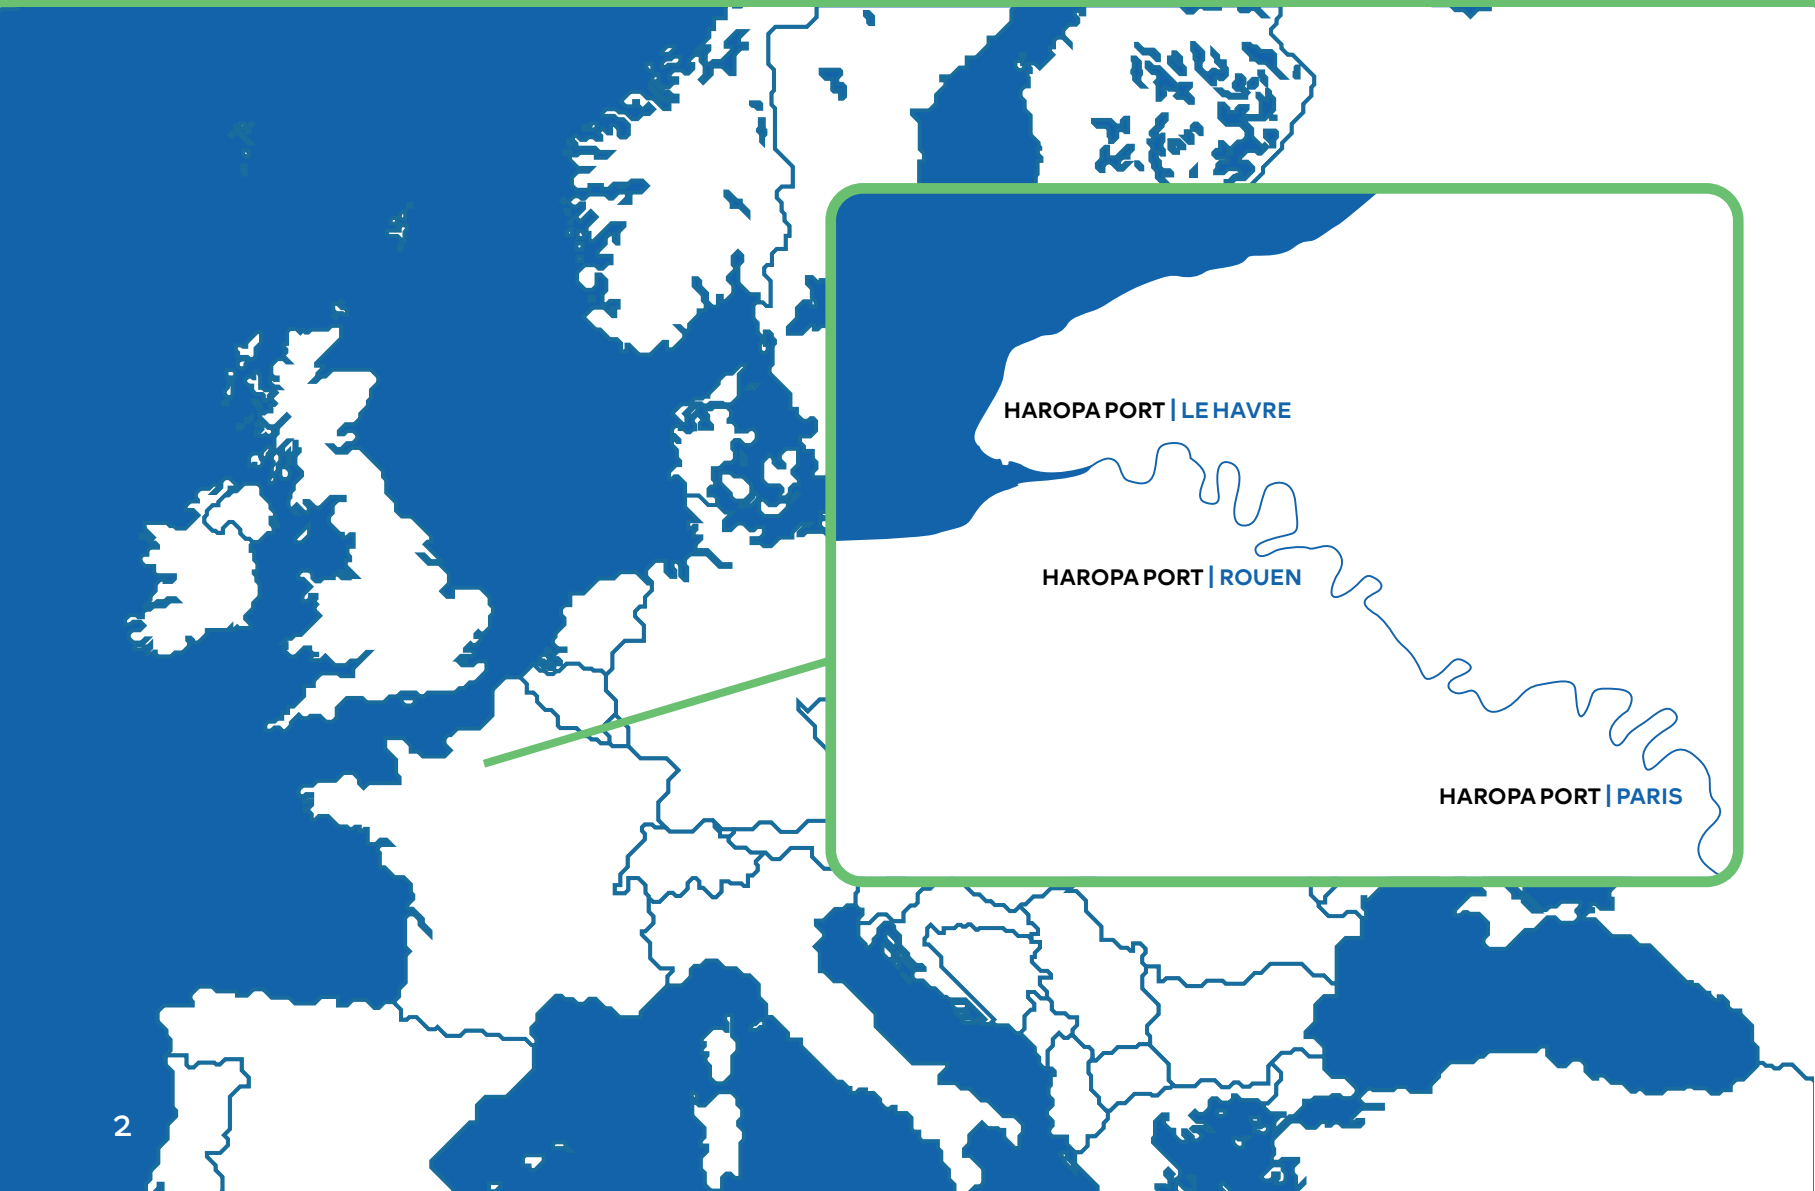 HAROPA PORT | LE HAVRE
HAROPA PORT | ROUEN
HAROPA PORT | PARIS
2